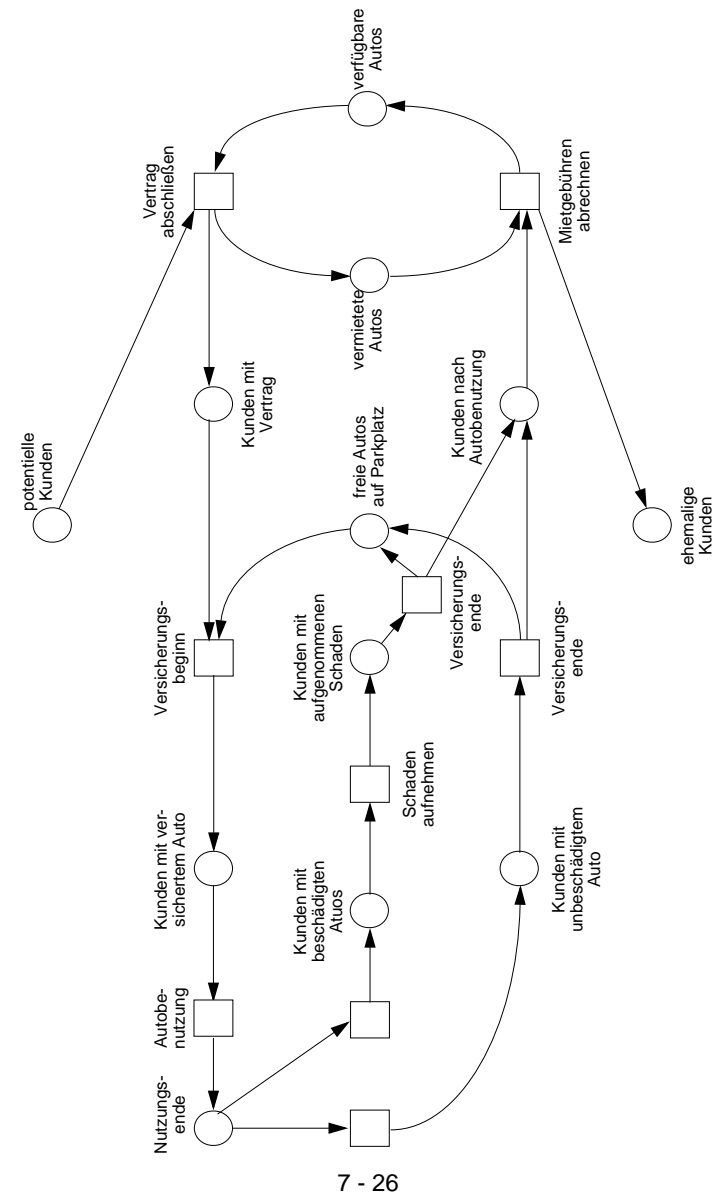 verfügbare
Autos
Vertrag
abschließen
Mietgebühren
abrechnen
vermietete
Autos
Kunden mit
Vertrag
Kunden nach
Autobenutzung
potentielle
Kunden
freie Autos
auf Parkplatz
ehemalige
Kunden
Versicherungs-
beginn
Kunden mit
aufgenommenen
Schaden
Versicherungs-
ende
Versicherungs-
ende
Schaden
aufnehmen
Kunden mit ver-
sichertem Auto
Kunden mit
beschädigten
Atuos
Kunden mit
unbeschädigtem
Auto
Autobe-
nutzung
Nutzungs-
ende
7 - 26